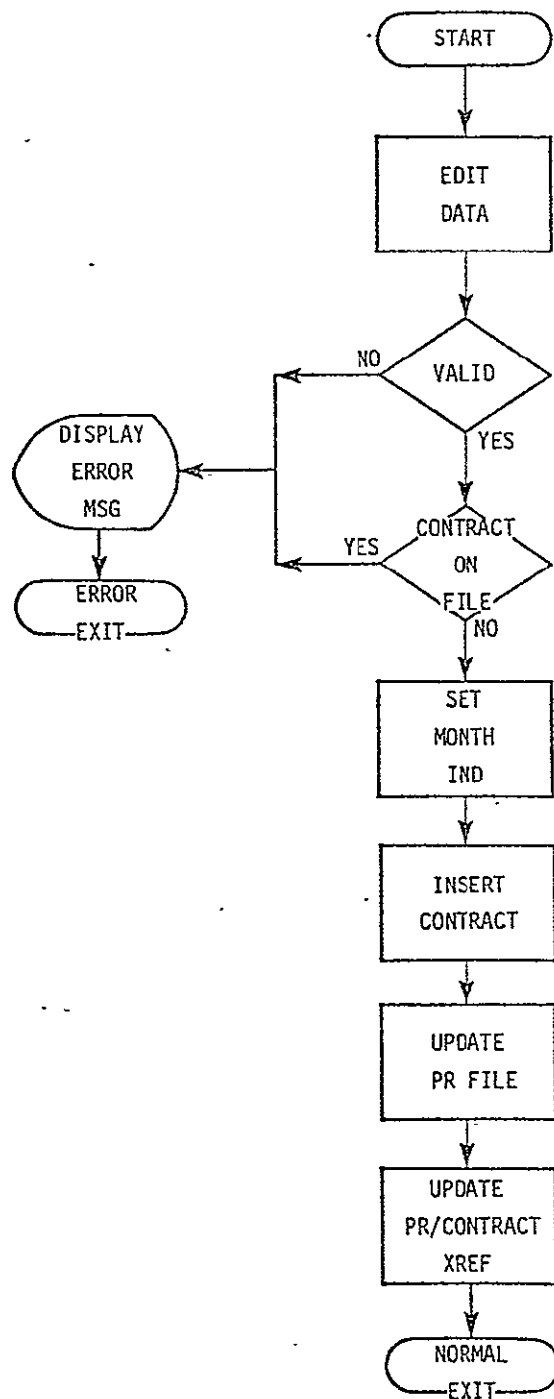 START
EDIT
DATA
NO
VALID
YES
DISPLAY
ERROR
MSG
YES
CONTRACT
ON
FILE
NO
ERROR
EXIT
SET
MONTH
IND
INSERT
CONTRACT
UPDATE
PR FILE
UPDATE
PR/CONTRACT
XREF
NORMAL
EXIT